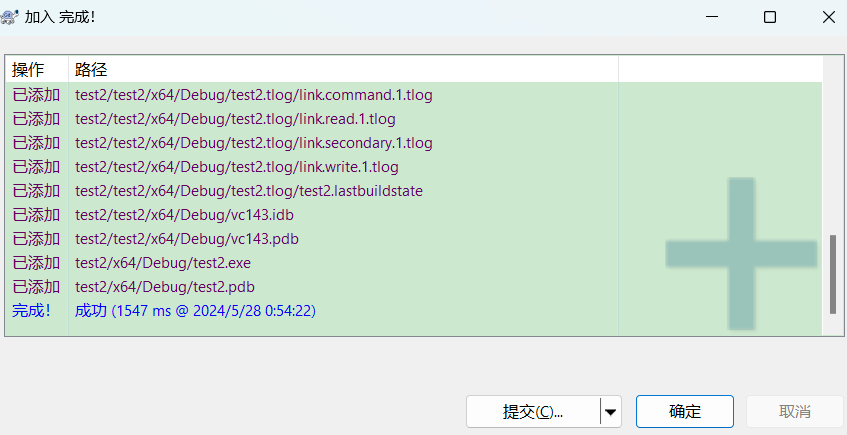 加入 完成!
操作 路径
已添加 test2/test2/x64/Debug/test2.tlog/link.command.1.tlog
已添加 test2/test2/x64/Debug/test2.tlog/link.read.1.tlog
已添加 test2/test2/x64/Debug/test2.tlog/link.secondary.1.tlog
已添加 test2/test2/x64/Debug/test2.tlog/link.write.1.tlog
已添加 test2/test2/x64/Debug/test2.tlog/test2.lastbuildstate
已添加 test2/test2/x64/Debug/vc143.idb
已添加 test2/test2/x64/Debug/vc143.pdb
已添加 test2/x64/Debug/test2.exe
已添加 test2/x64/Debug/test2.pdb
完成! 成功 (1547 ms @ 2024/5/28 0:54:22)
提交(C)... 确定 取消